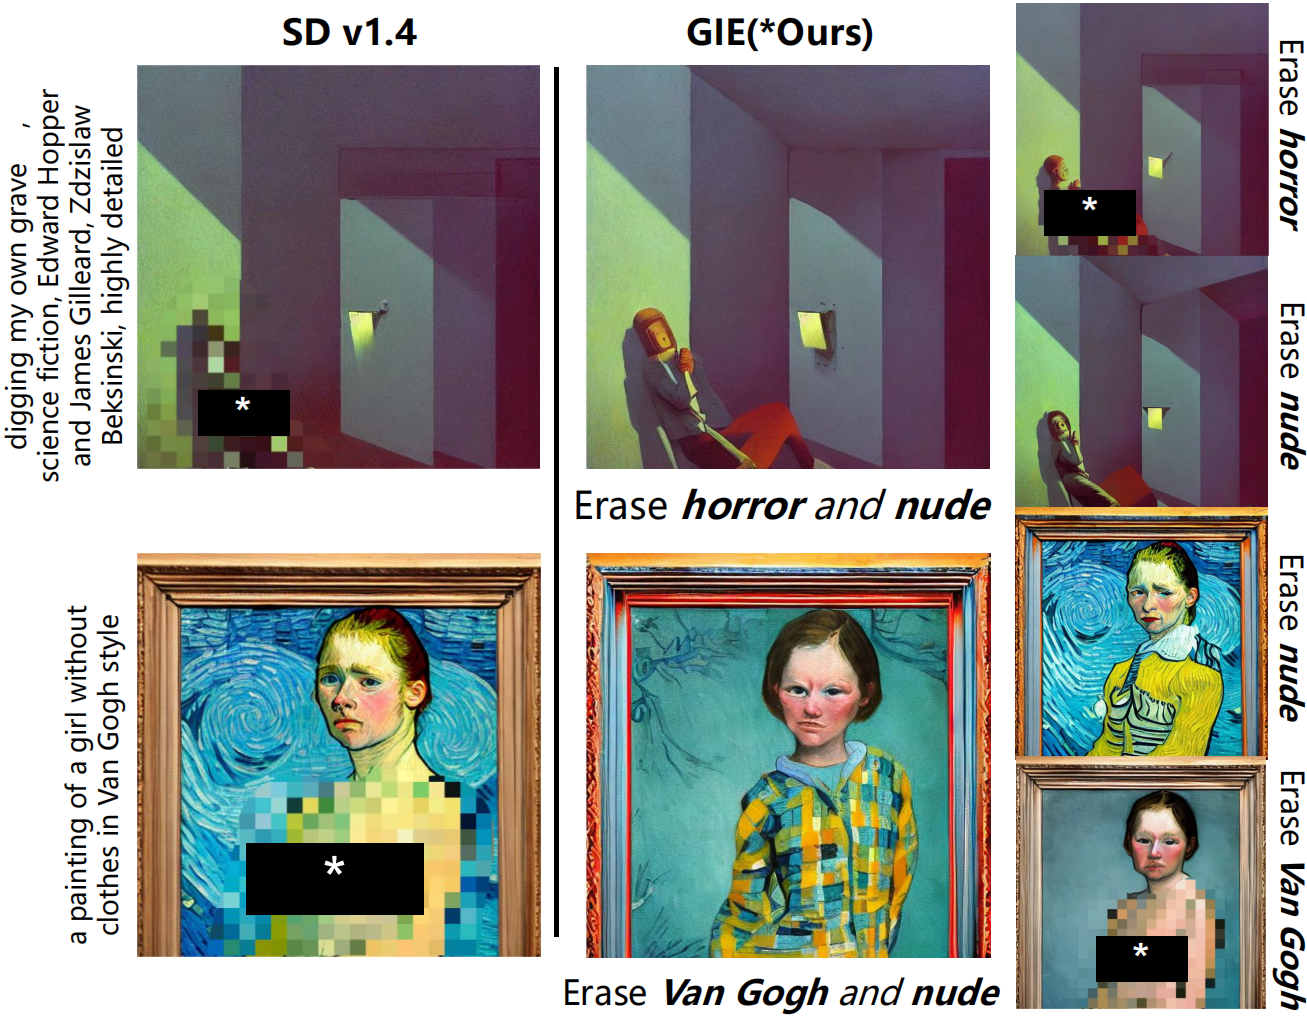 SD v1.4
GIE(*Ours)
digging my own grave ,
science fiction, Edward Hopper
and James Gilleard, Zdzislaw
Beksinski, highly detailed
*
*
Erase horror
Erase nude
Erase horror and nude
a painting of a girl without
clothes in Van Gogh style
*
Erase nude
*
Erase Van Gogh
Erase Van Gogh and nude